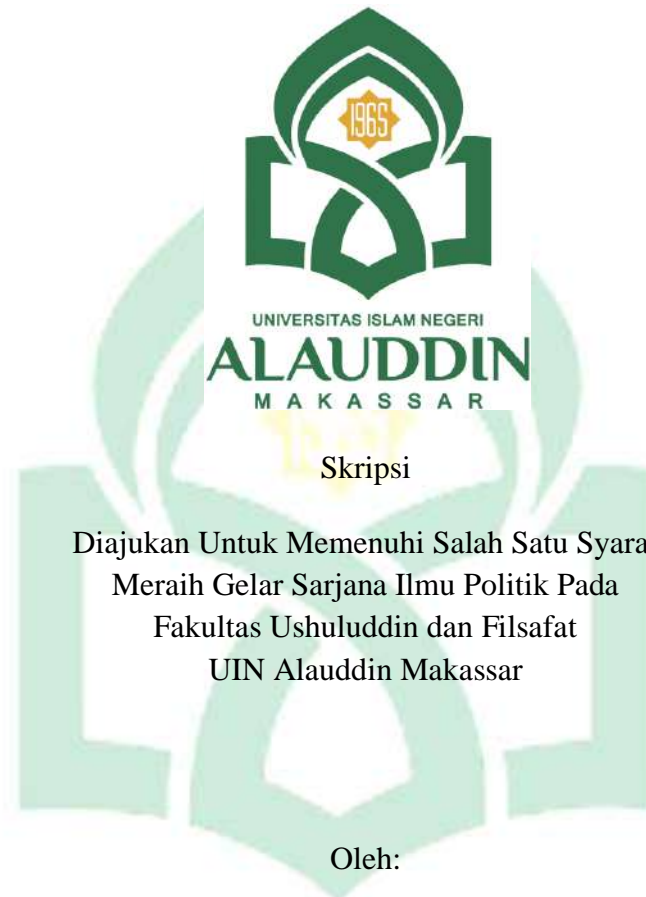 1965
UNIVERSITAS ISLAM NEGERI
ALAUDDIN
MAKASSAR
Skripsi
Diajukan Untuk Memenuhi Salah Satu Syara
Meraih Gelar Sarjana Ilmu Politik Pada
Fakultas Ushuluddin dan Filsafat
UIN Alauddin Makassar
Oleh: